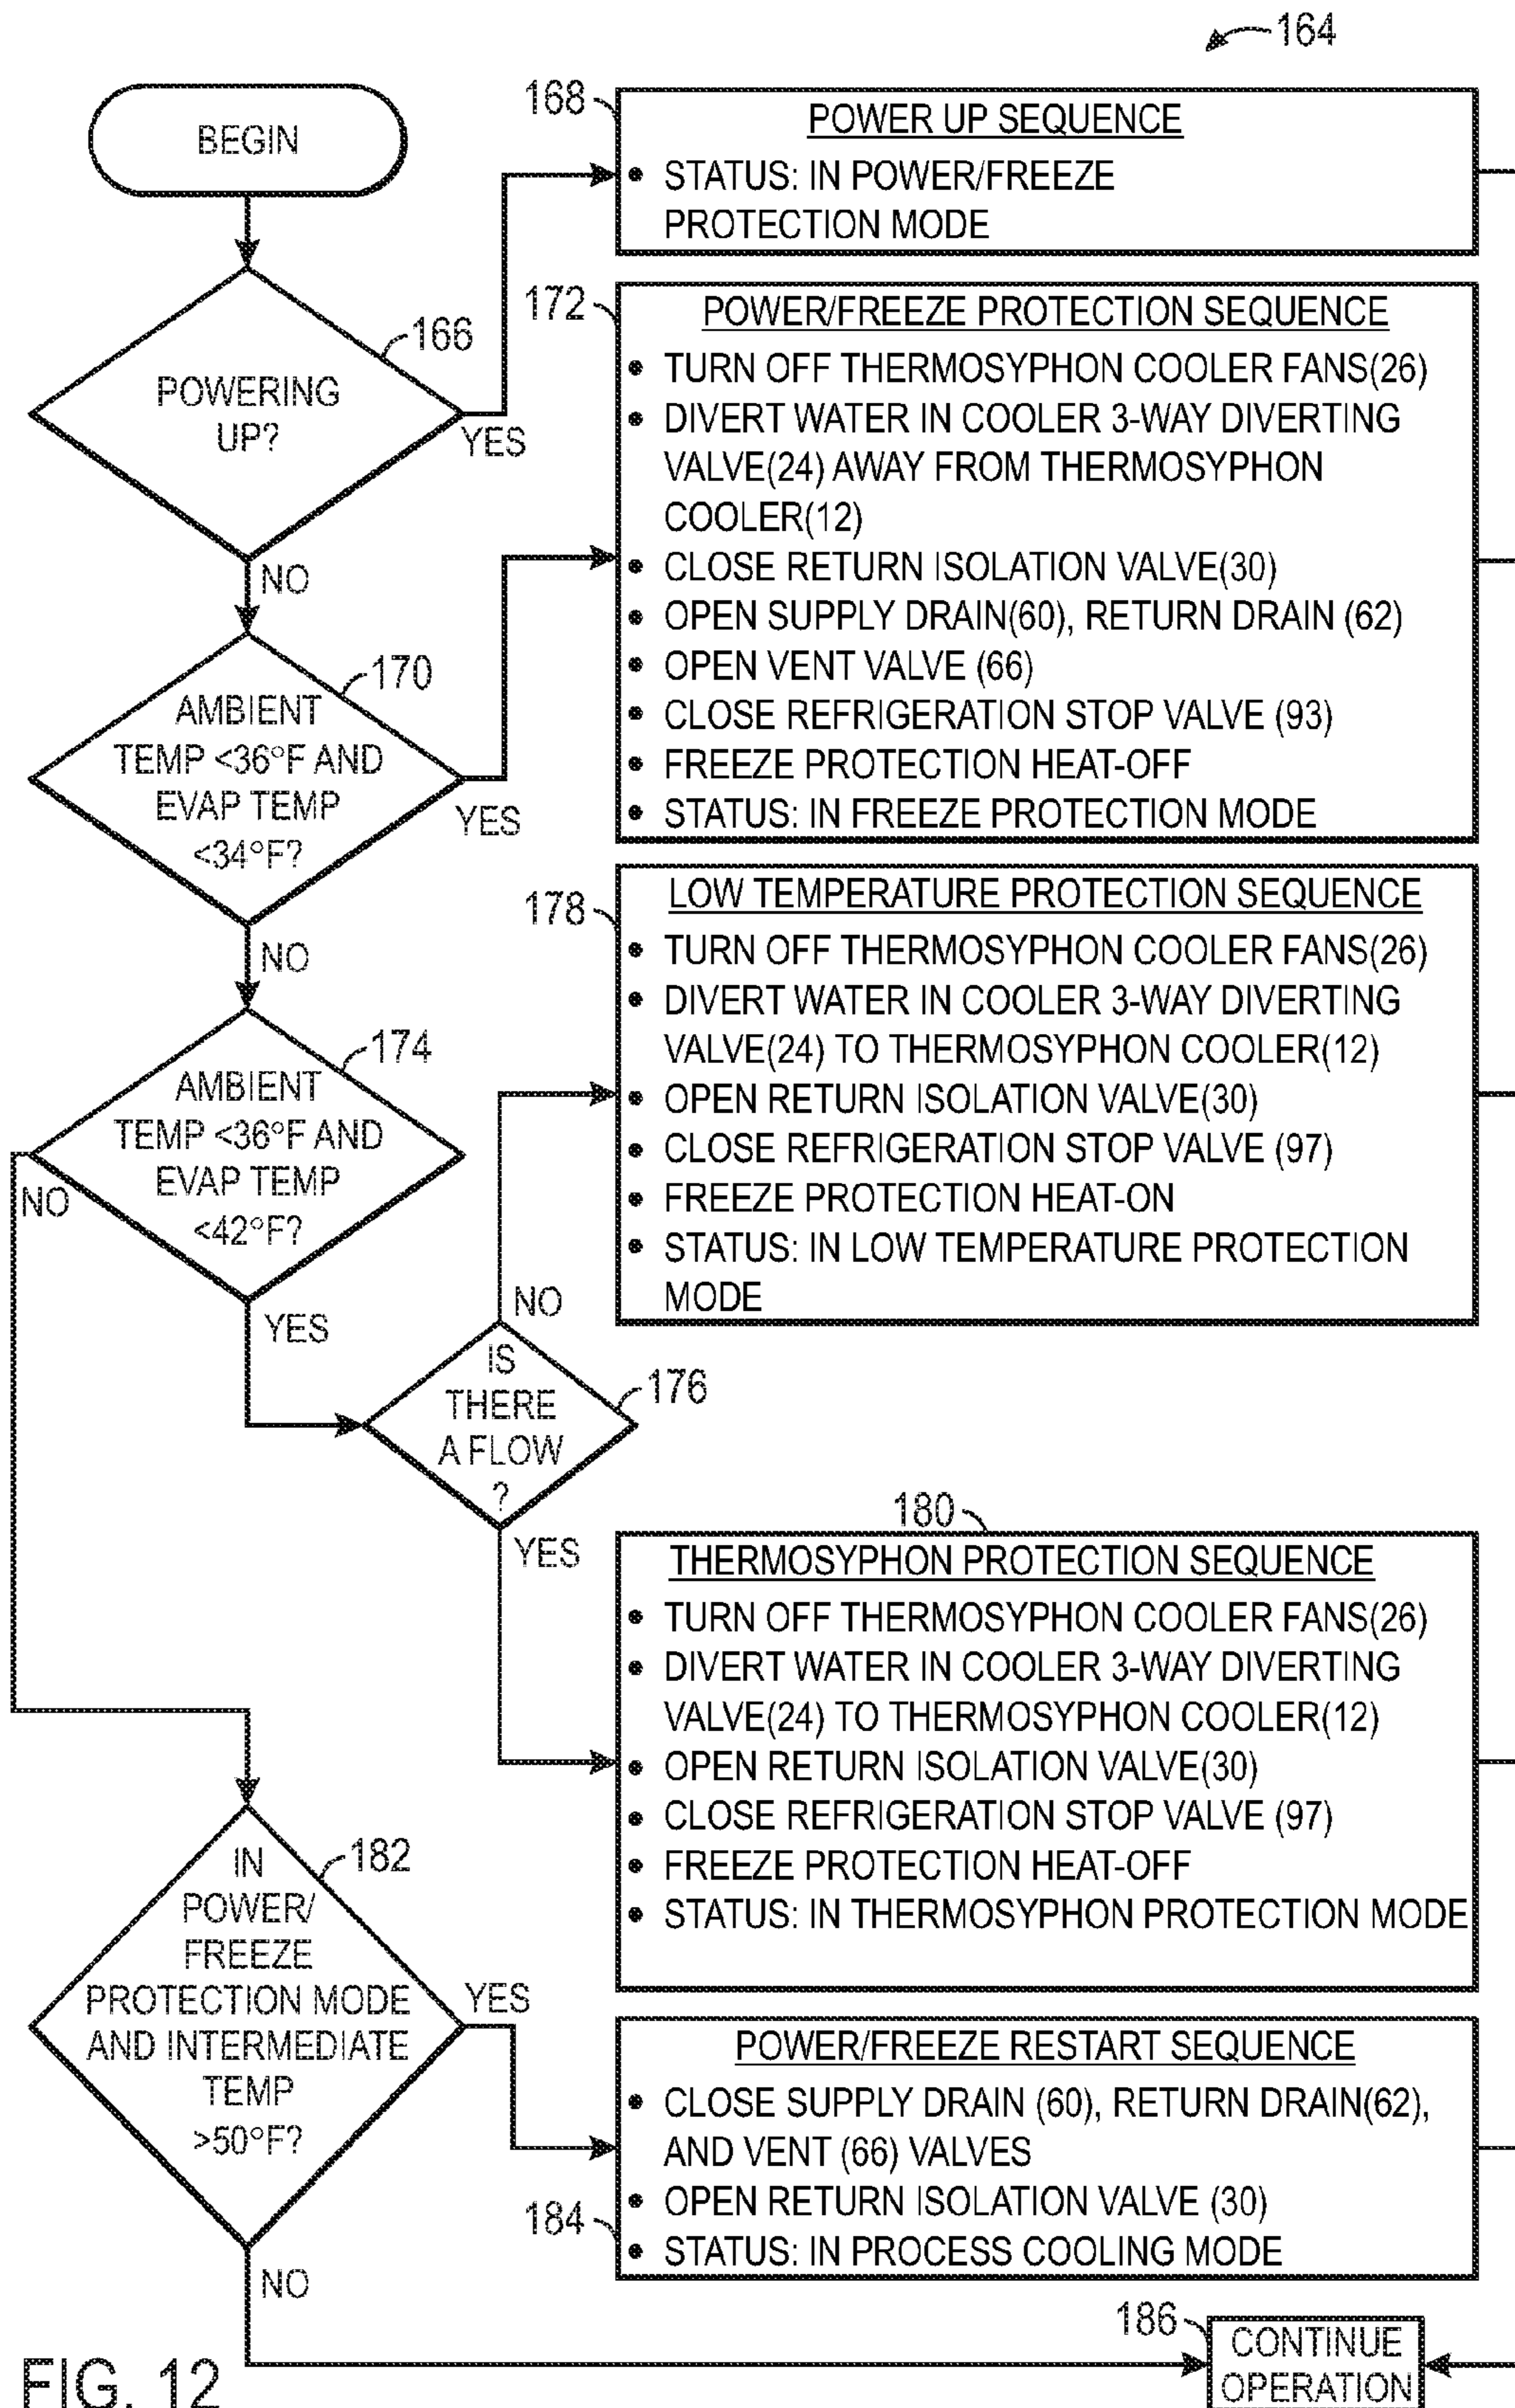 164
BEGIN
168
POWER UP SEQUENCE
• STATUS: IN POWER/FREEZE
PROTECTION MODE
166
POWERING
UP?
YES
NO
172
POWER/FREEZE PROTECTION SEQUENCE
• TURN OFF THERMOSYPHON COOLER FANS(26)
• DIVERT WATER IN COOLER 3-WAY DIVERTING
VALVE(24) AWAY FROM THERMOSYPHON
COOLER(12)
• CLOSE RETURN ISOLATION VALVE(30)
• OPEN SUPPLY DRAIN(60), RETURN DRAIN (62)
• OPEN VENT VALVE (66)
• CLOSE REFRIGERATION STOP VALVE (93)
• FREEZE PROTECTION HEAT-OFF
• STATUS: IN FREEZE PROTECTION MODE
170
AMBIENT
TEMP <36°F AND
EVAP TEMP
<34°F?
YES
NO
178
LOW TEMPERATURE PROTECTION SEQUENCE
• TURN OFF THERMOSYPHON COOLER FANS(26)
• DIVERT WATER IN COOLER 3-WAY DIVERTING
VALVE(24) TO THERMOSYPHON COOLER(12)
• OPEN RETURN ISOLATION VALVE(30)
• CLOSE REFRIGERATION STOP VALVE (97)
• FREEZE PROTECTION HEAT-ON
• STATUS: IN LOW TEMPERATURE PROTECTION
MODE
174
AMBIENT
TEMP <36°F AND
EVAP TEMP
<42°F?
NO
YES
NO
176
IS
THERE
A FLOW
?
YES
180
THERMOSYPHON PROTECTION SEQUENCE
• TURN OFF THERMOSYPHON COOLER FANS(26)
• DIVERT WATER IN COOLER 3-WAY DIVERTING
VALVE(24) TO THERMOSYPHON COOLER(12)
• OPEN RETURN ISOLATION VALVE(30)
• CLOSE REFRIGERATION STOP VALVE (97)
• FREEZE PROTECTION HEAT-OFF
• STATUS: IN THERMOSYPHON PROTECTION MODE
182
IN
POWER/
FREEZE
PROTECTION MODE
AND INTERMEDIATE
TEMP
>50°F?
YES
NO
184
POWER/FREEZE RESTART SEQUENCE
• CLOSE SUPPLY DRAIN (60), RETURN DRAIN(62),
AND VENT (66) VALVES
• OPEN RETURN ISOLATION VALVE (30)
• STATUS: IN PROCESS COOLING MODE
186
CONTINUE
OPERATION
FIG. 12